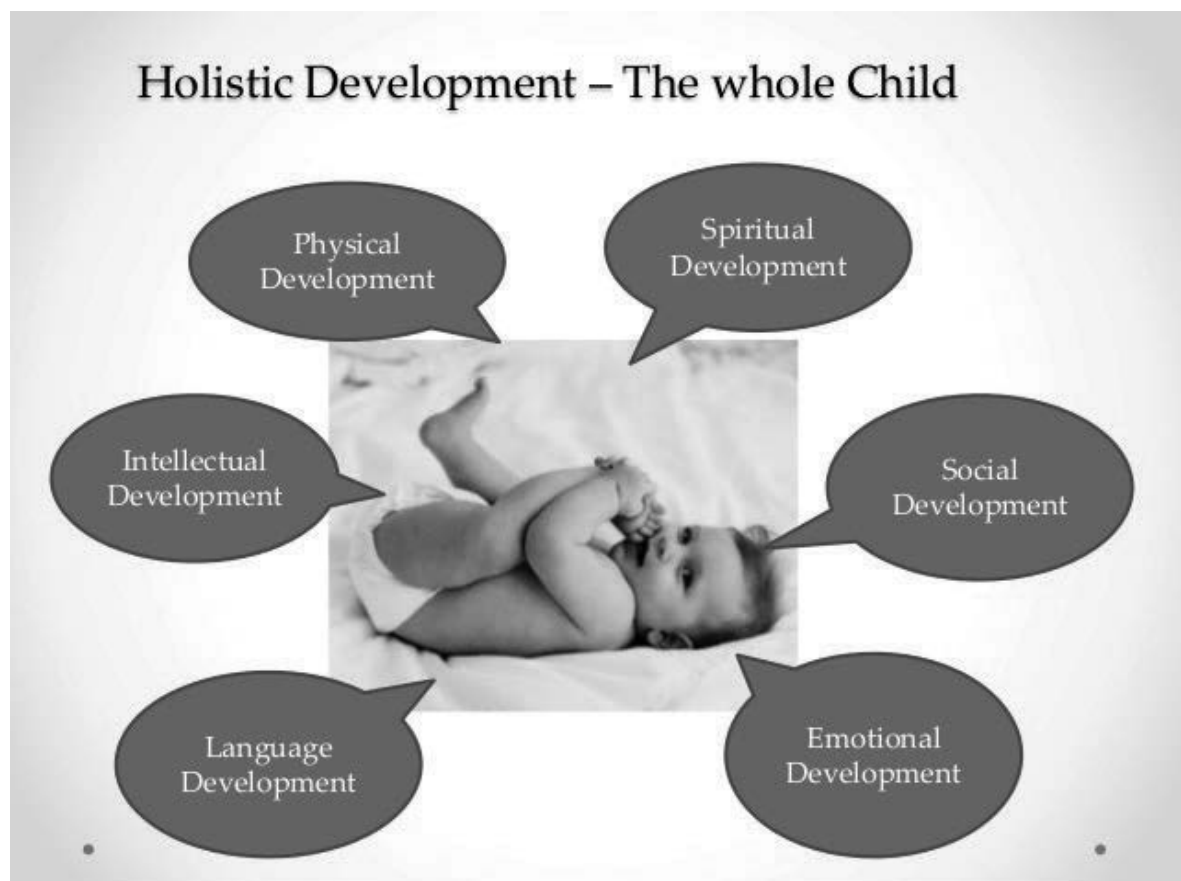 Holistic Development – The whole Child
Physical
Development
Spiritual
Development
Intellectual
Development
Social
Development
Language
Development
Emotional
Development